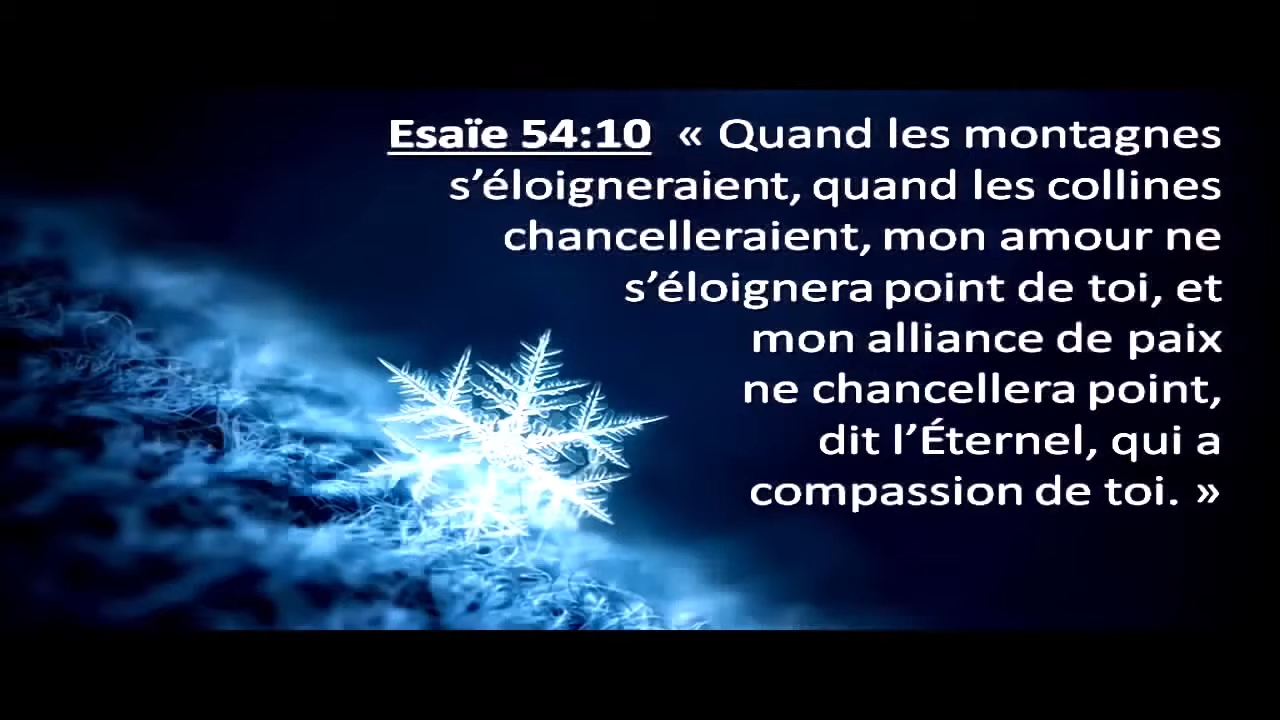 Esaïe 54:10 « Quand les montagnes
s’éloigneraient, quand les collines
chancelleraient, mon amour ne
s’éloignera point de toi, et
mon alliance de paix
ne chancellera point,
dit l’Éternel, qui a
compassion de toi. »